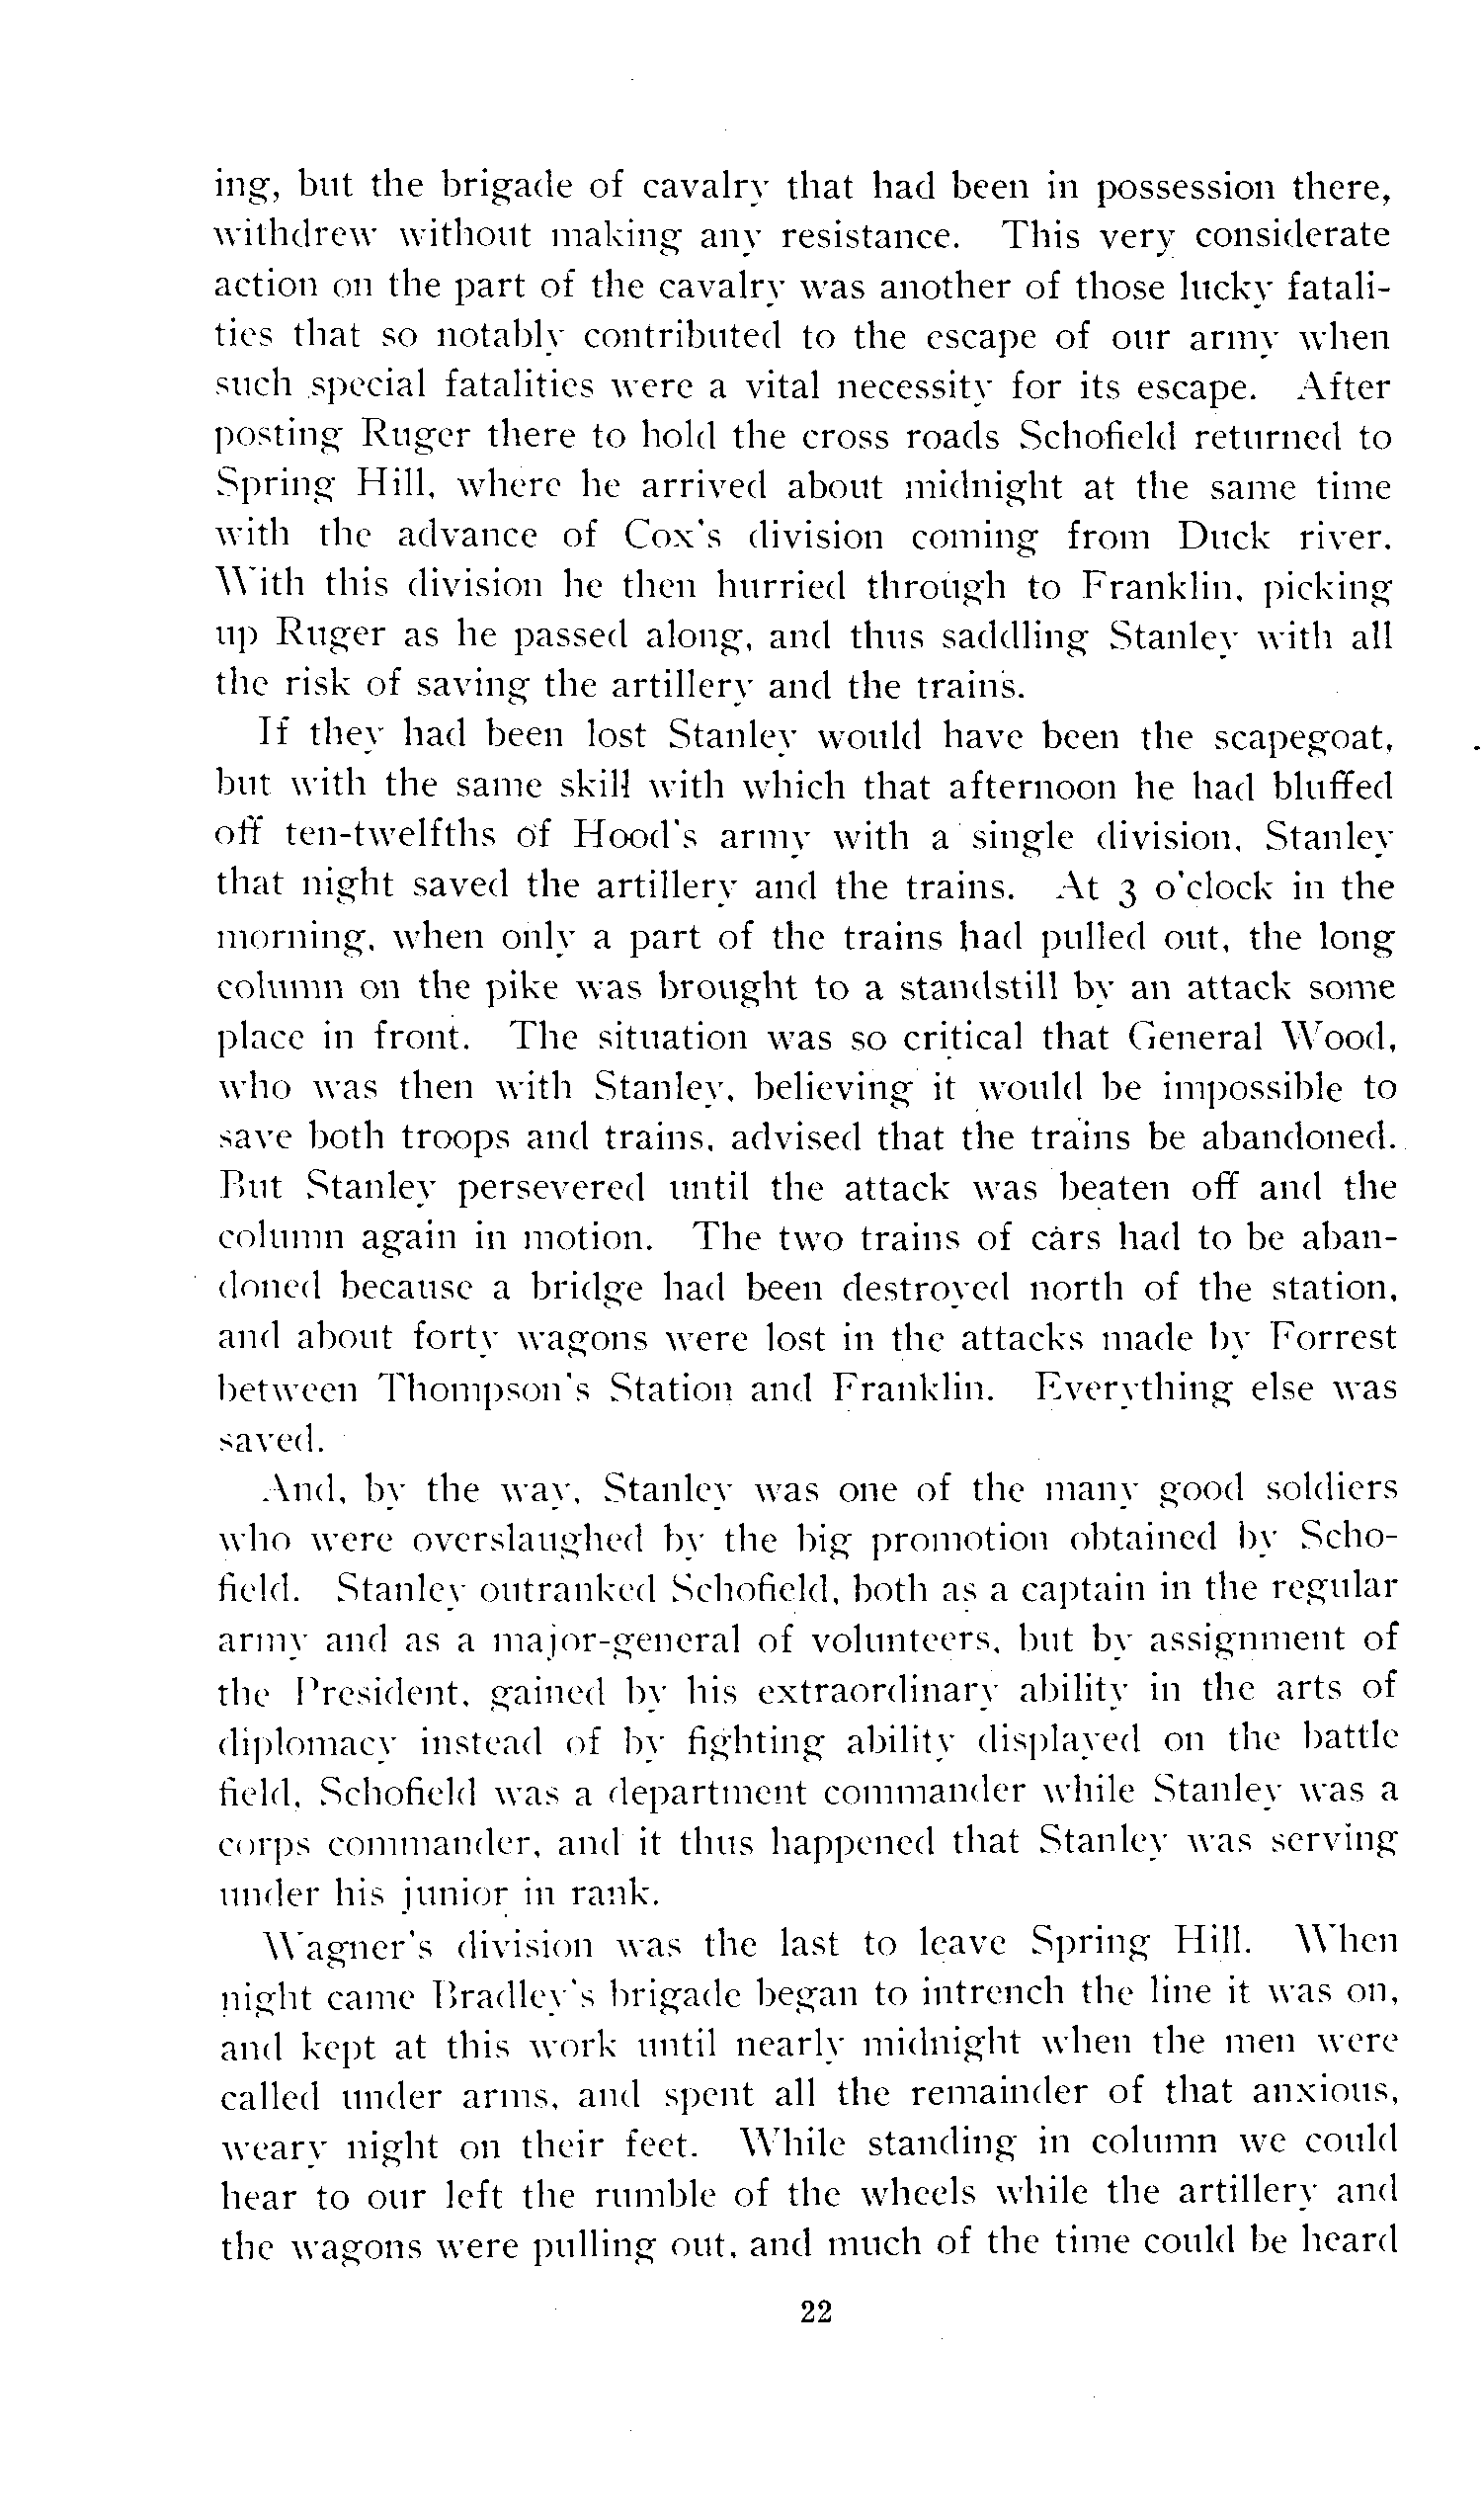 ing, but the brigade of cavalry that had been in possession there,
withdrew without making any resistance. This very considerate
action on the part of the cavalry was another of those lucky fatali-
ties that so notably contributed to the escape of our army when
such special fatalities were a vital necessity for its escape. After
posting Ruger there to hold the cross roads Schofield returned to
Spring Hill, where he arrived about midnight at the same time
with the advance of Cox's division coming from Duck river.
With this division he then hurried through to Franklin, picking
up Ruger as he passed along, and thus saddling Stanley with all
the risk of saving the artillery and the trains.
If they had been lost Stanley would have been the scapegoat,
but with the same skill with which that afternoon he had bluffed
off ten-twelfths of Hood's army with a single division, Stanley
that night saved the artillery and the trains. At 3 o'clock in the
morning, when only a part of the trains had pulled out, the long
column on the pike was brought to a standstill by an attack some
place in front. The situation was so critical that General Wood,
who was then with Stanley, believing it would be impossible to
save both troops and trains, advised that the trains be abandoned.
But Stanley persevered until the attack was beaten off and the
column again in motion. The two trains of cars had to be aban-
doned because a bridge had been destroyed north of the station,
and about forty wagons were lost in the attacks made by Forrest
between Thompson's Station and Franklin. Everything else was
saved.
And, by the way, Stanley was one of the many good soldiers
who were overslaughed by the big promotion obtained by Scho-
field. Stanley outranked Schofield, both as a captain in the regular
army and as a major-general of volunteers, but by assignment of
the President, gained by his extraordinary ability in the arts of
diplomacy instead of by fighting ability displayed on the battle
field, Schofield was a department commander while Stanley was a
corps commander, and it thus happened that Stanley was serving
under his junior in rank.
Wagner's division was the last to leave Spring Hill. When
night came Bradley's brigade began to intrench the line it was on,
and kept at this work until nearly midnight when the men were
called under arms, and spent all the remainder of that anxious,
weary night on their feet. While standing in column we could
hear to our left the rumble of the wheels while the artillery and
the wagons were pulling out, and much of the time could be heard
22